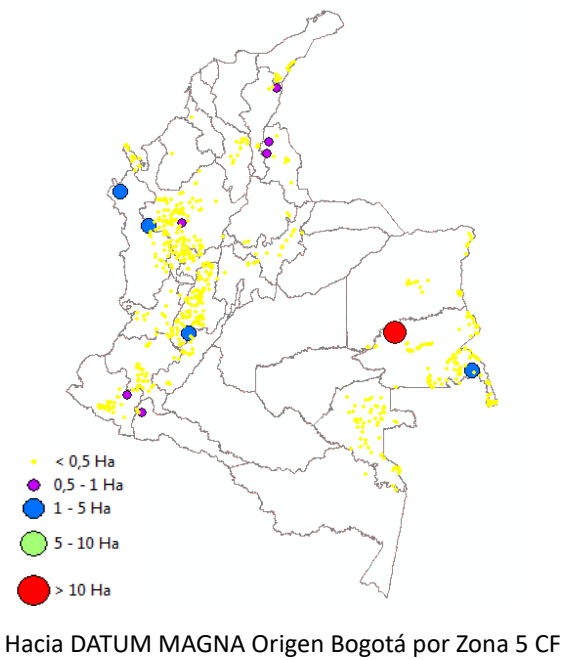 < 0,5 Ha
0,5 - 1 Ha
1 - 5 Ha
5 - 10 Ha
> 10 Ha
Hacia DATUM MAGNA Origen Bogotá por Zona 5 CF